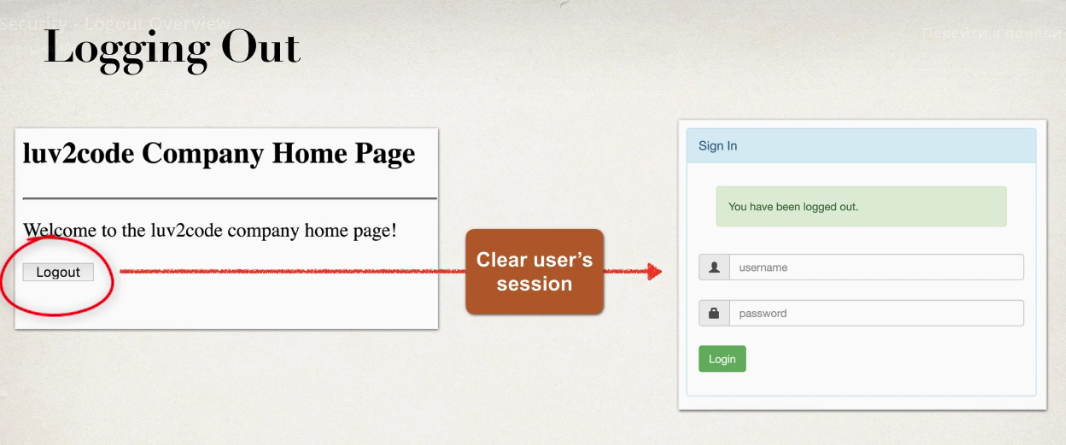 Security - Logout Overview
Перейти к панели
Logging Out
luv2code Company Home Page
Welcome to the luv2code company home page!
Logout
Clear user's
session
Sign In
You have been logged out.
username
password
Login